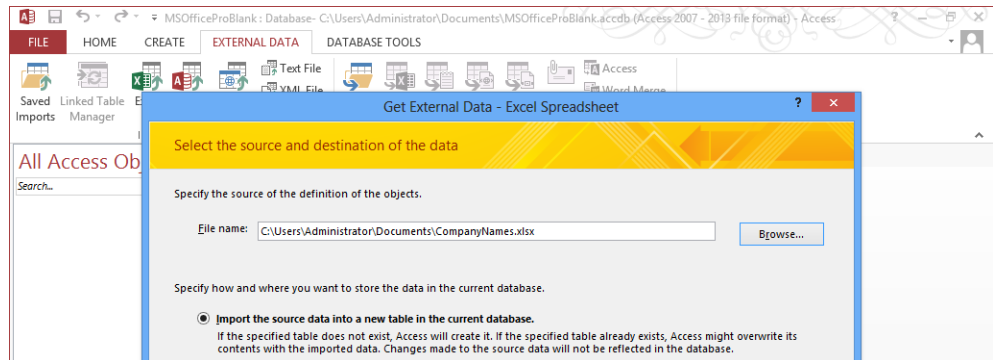 MSOfficeProBlank : Database- C:\Users\Administrator\Documents\MSOfficeProBlank.accdb (Access 2007 - 2013 file format) - Access
FILE HOME CREATE EXTERNAL DATA DATABASE TOOLS
Text File Access
XML File Word Merge
Saved Linked Table E
Imports Manager
Get External Data - Excel Spreadsheet
Select the source and destination of the data
All Access Obj
Search...
Specify the source of the definition of the objects.
File name: C:\Users\Administrator\Documents\CompanyNames.xlsx Browse...
Specify how and where you want to store the data in the current database.
Import the source data into a new table in the current database.
If the specified table does not exist, Access will create it. If the specified table already exists, Access might overwrite its
contents with the imported data. Changes made to the source data will not be reflected in the database.